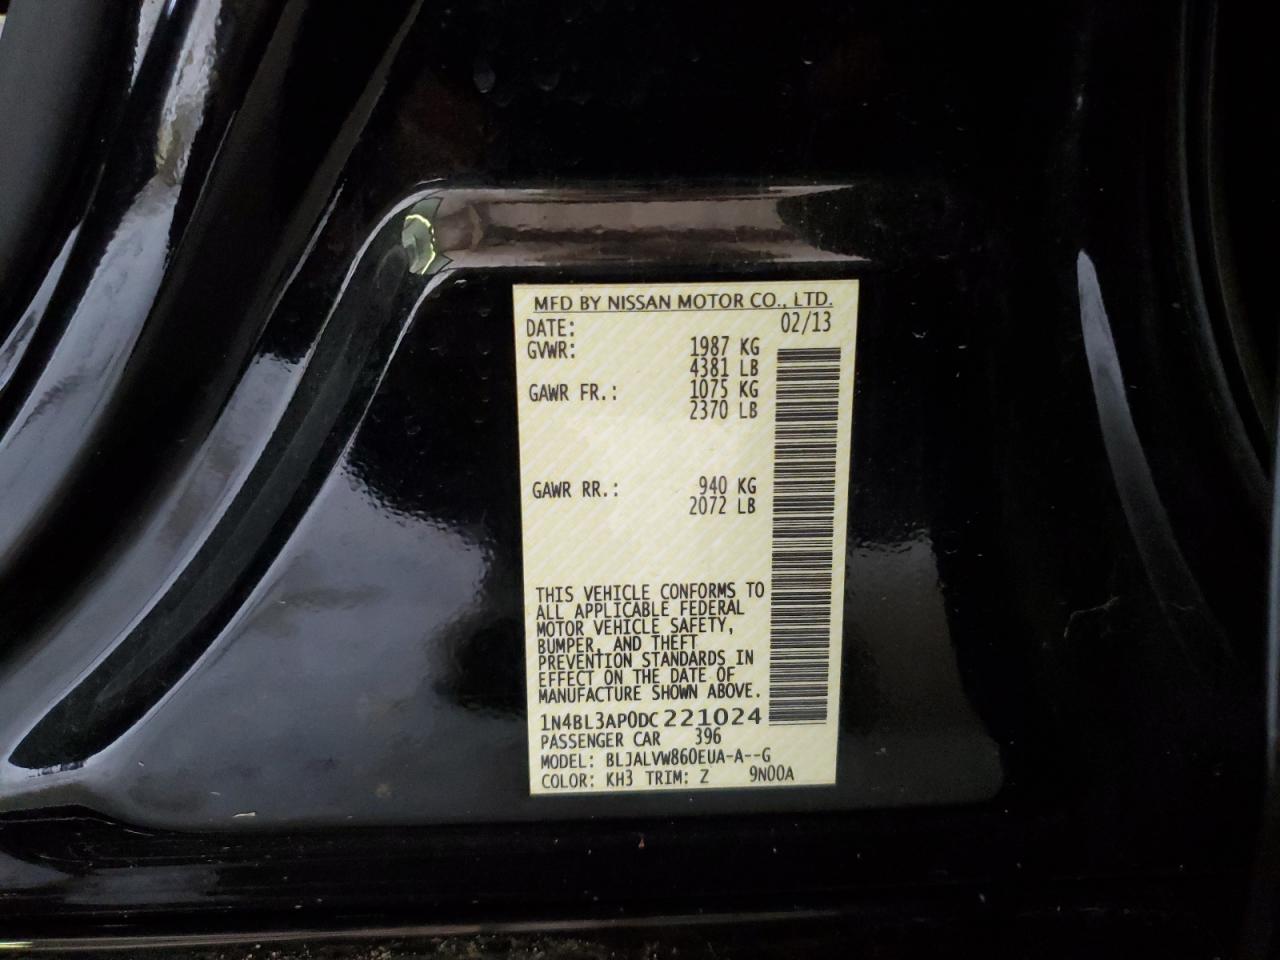 MFD BY NISSAN MOTOR CO., LTD.
DATE: 02/13
GVWR: 1987 KG
4381 LB
GAWR FR.: 1075 KG
2370 LB
GAWR RR.: 940 KG
2072 LB
THIS VEHICLE CONFORMS TO
ALL APPLICABLE FEDERAL
MOTOR VEHICLE SAFETY,
BUMPER, AND THEFT
PREVENTION STANDARDS IN
EFFECT ON THE DATE OF
MANUFACTURE SHOWN ABOVE.
1N4BL3AP0DC221024
PASSENGER CAR 396
MODEL: BLJALVW860EUA-A--G
COLOR: KH3 TRIM: Z 9N00A